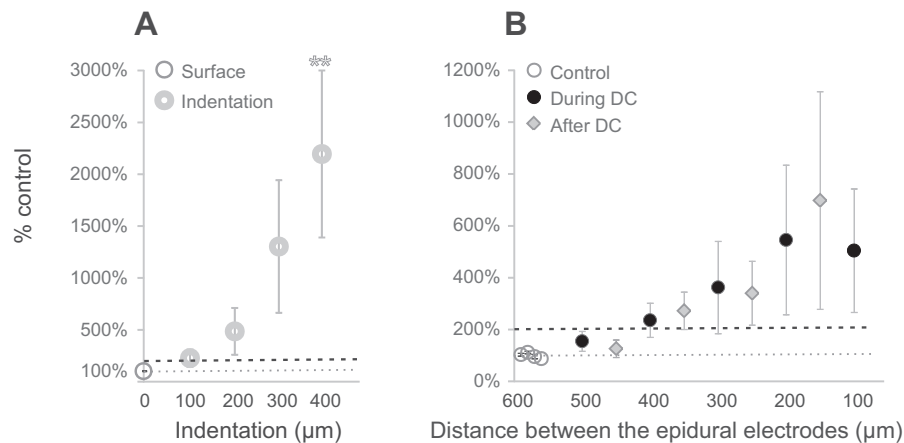 A
B
3000%
2500%
2000%
1500%
1000%
500%
100%
% control
**
Surface
Indentation
0
100
200
300
400
Indentation (µm)
1200%
1000%
800%
600%
400%
200%
0%
Control
During DC
After DC
600
500
400
300
200
100
Distance between the epidural electrodes (µm)